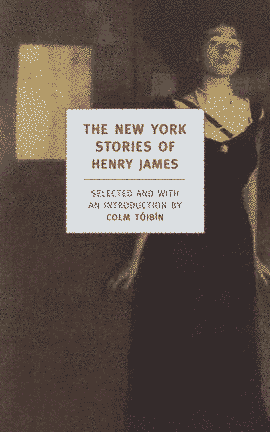 THE NEW YORK
STORIES OF
HENRY JAMES
SELECTED AND WITH
AN INTRODUCTION BY
COLM TÓIBÍN